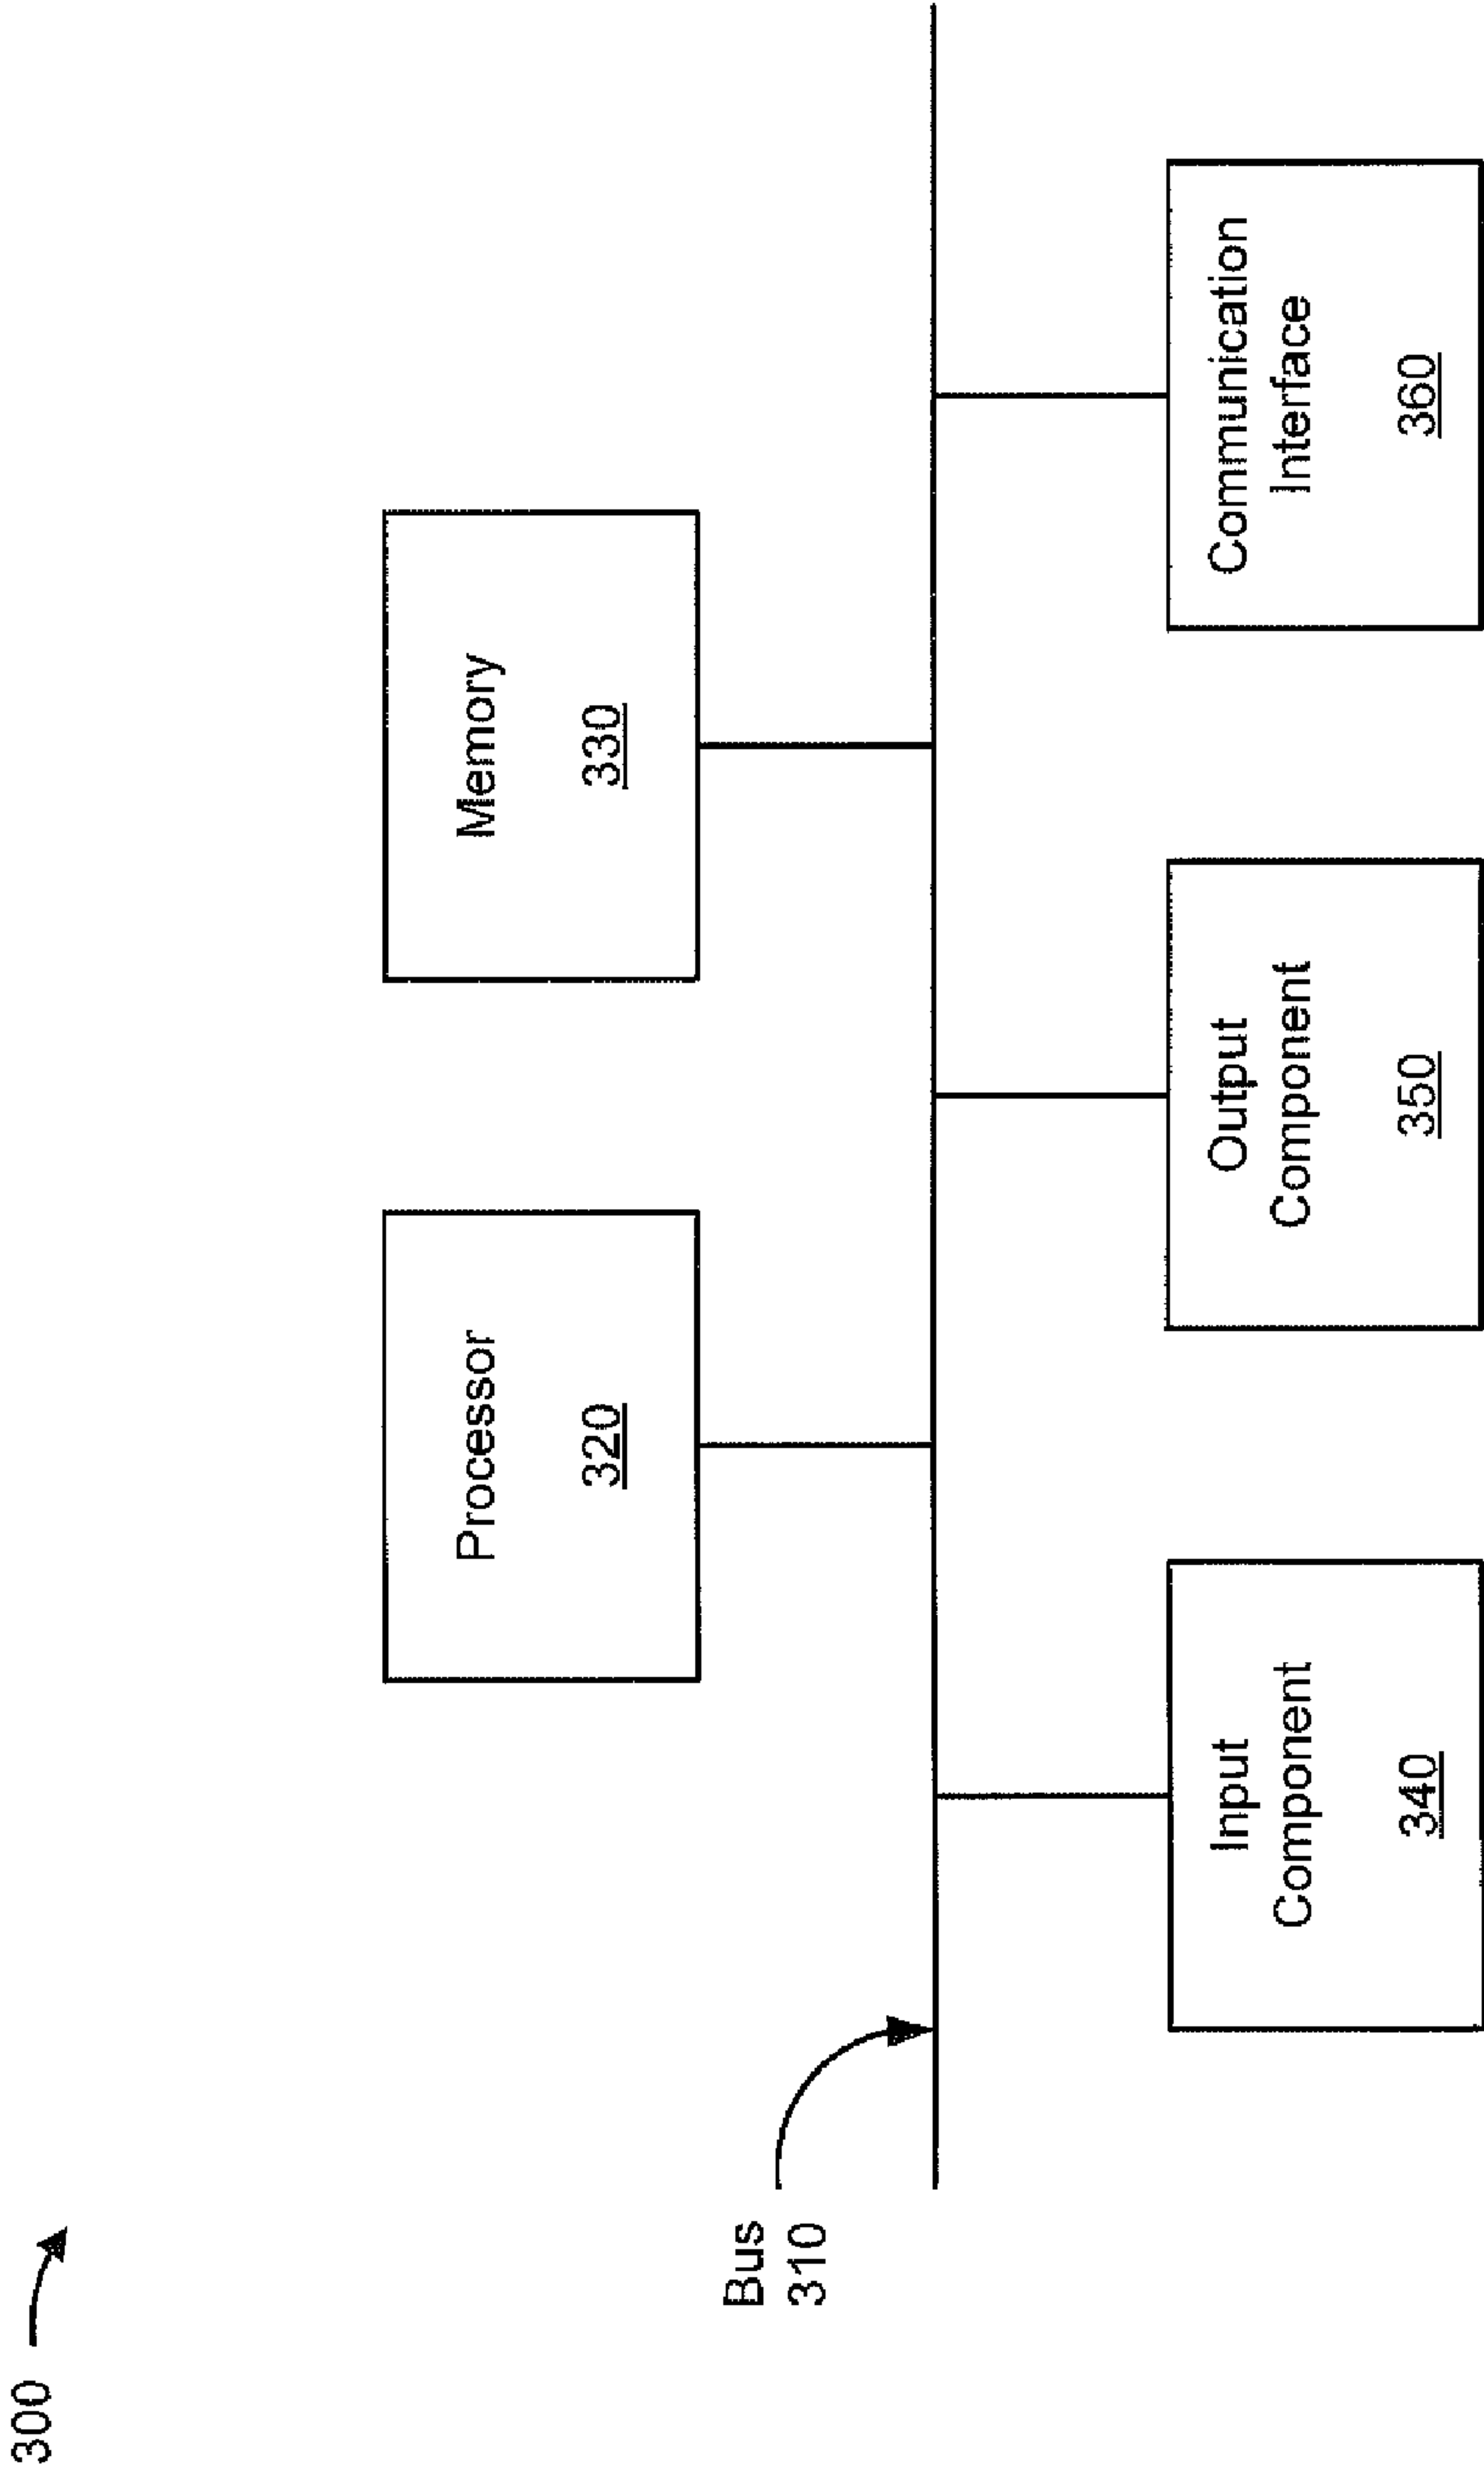 300
Processor
320
Memory
330
Bus
310
Input
Component
340
Output
Component
350
Communication
Interface
360